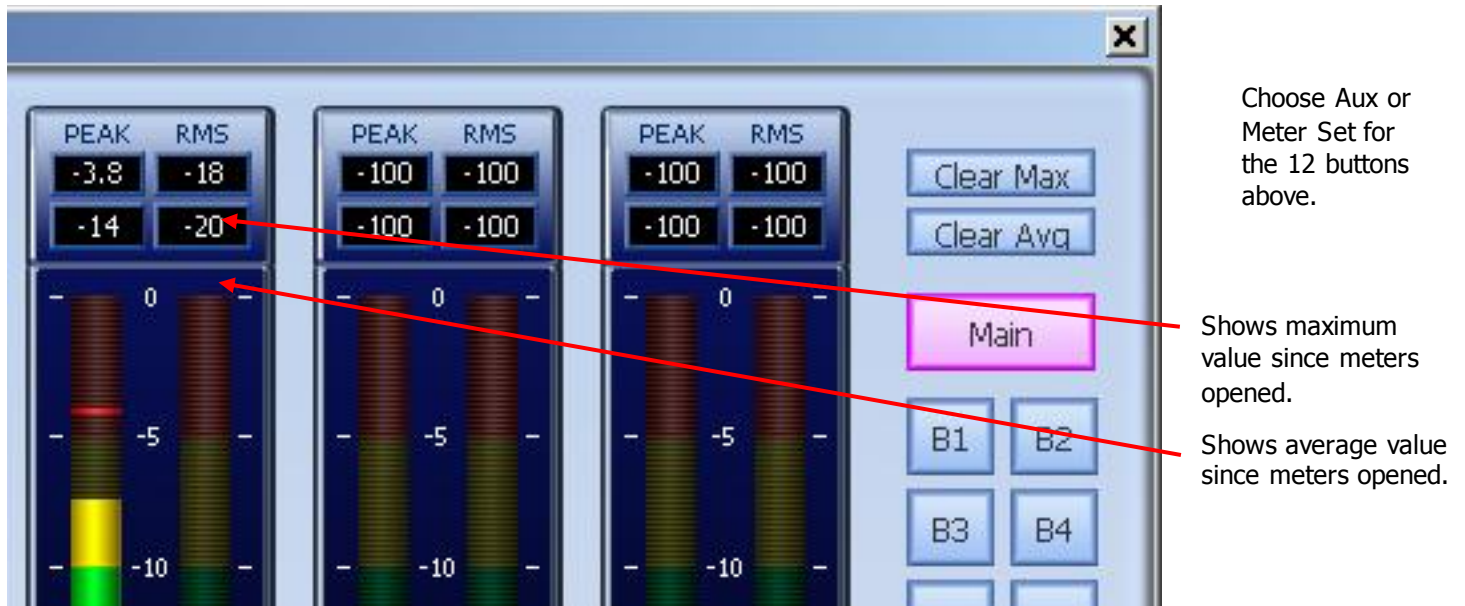 PEAK RMS PEAK RMS PEAK RMS
-3.8 -18 -100 -100 -100 -100
-14 -20 -100 -100 -100 -100
0 0 0
-5 -5 -5
-10 -10 -10
Clear Max
Clear Avg
Main
B1 B2
B3 B4
Choose Aux or
Meter Set for
the 12 buttons
above.
Shows maximum
value since meters
opened.
Shows average value
since meters opened.